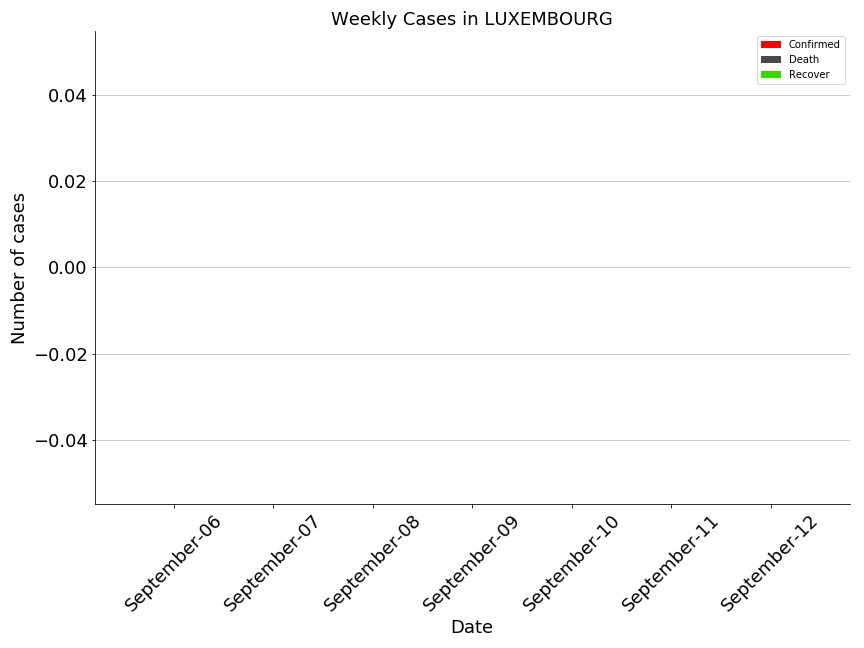 Weekly Cases in LUXEMBOURG
Confirmed
Death
Recover
Number of cases
0.04
0.02
0.00
−0.02
−0.04
September-06
September-07
September-08
September-09
September-10
September-11
September-12
Date